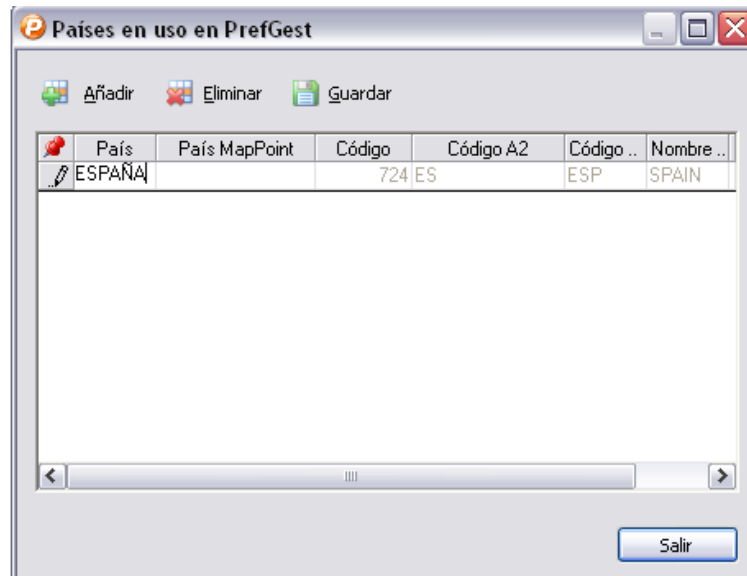 Países en uso en PrefGest
Añadir Eliminar Guardar
País País MapPoint Código Código A2 Código .. Nombre ..
ESPAÑA 724 ES ESP SPAIN
Salir